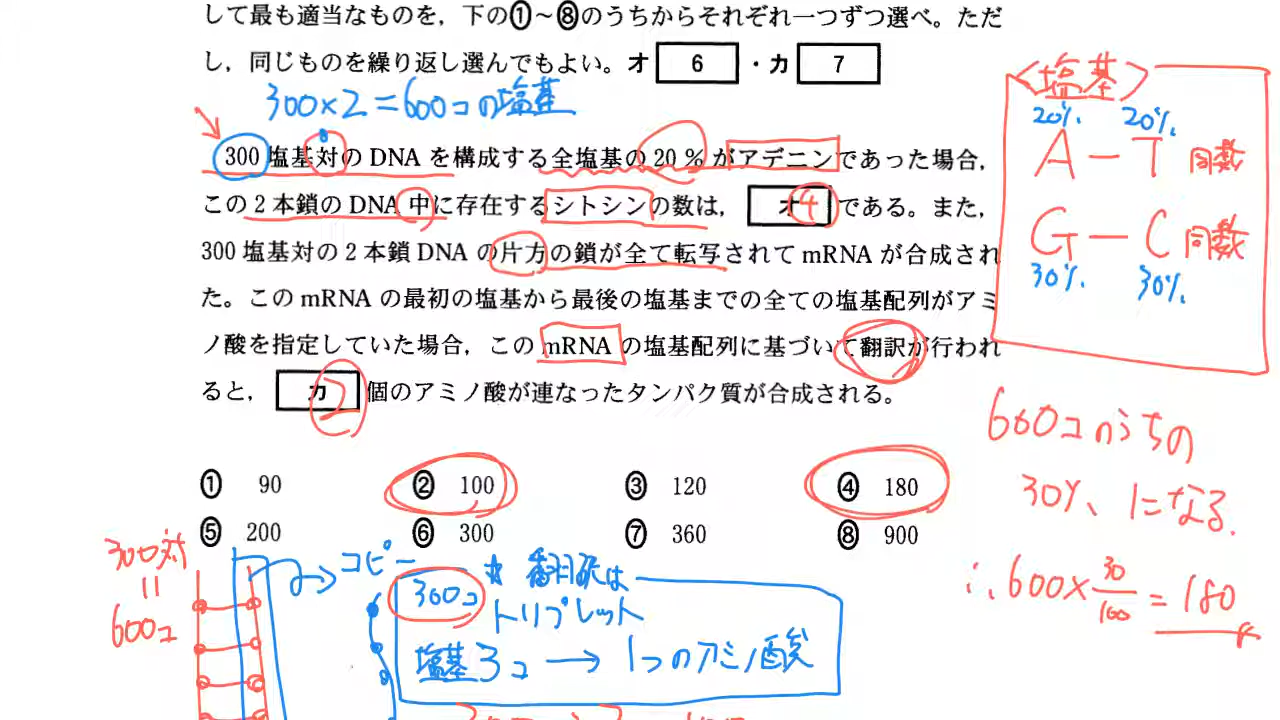 して最も適当なものを，下の①～⑧のうちからそれぞれ一つずつ選べ。ただ
し，同じものを繰り返し選んでもよい。オ 6 ・カ 7
300×2＝600コの塩基
300塩基対のDNAを構成する全塩基の20％がアデニンであった場合，
この2本鎖のDNA中に存在するシトシンの数は，オ 4 である。また，
300塩基対の2本鎖DNAの片方の鎖が全て転写されてmRNAが合成され
た。このmRNAの最初の塩基から最後の塩基までの全ての塩基配列がアミ
ノ酸を指定していた場合，このmRNAの塩基配列に基づいて翻訳が行われ
ると，カ 2 個のアミノ酸が連なったタンパク質が合成される。
① 90 ② 100 ③ 120 ④ 180
⑤ 200 ⑥ 300 ⑦ 360 ⑧ 900
<塩基>
20% 20%
A－T 同数
G－C 同数
30% 30%
600コのうちの
30%、になる.
∴600×30/100＝180
300対
＝
600コ
コピー
300コ
☆ 翻訳は
トリプレット
塩基3コ → 1つのアミノ酸